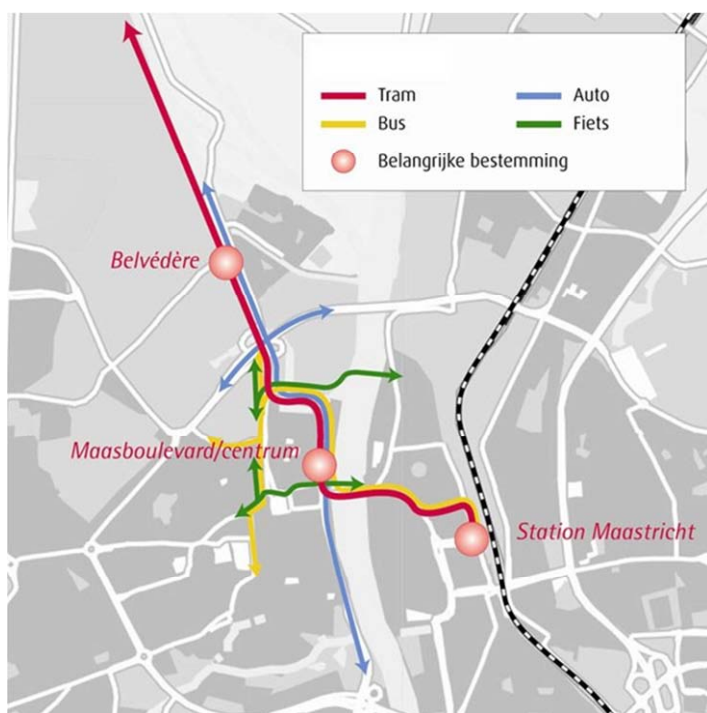 Tram
Auto
Bus
Fiets
Belangrijke bestemming
Belvédère
Maasboulevard/centrum
Station Maastricht